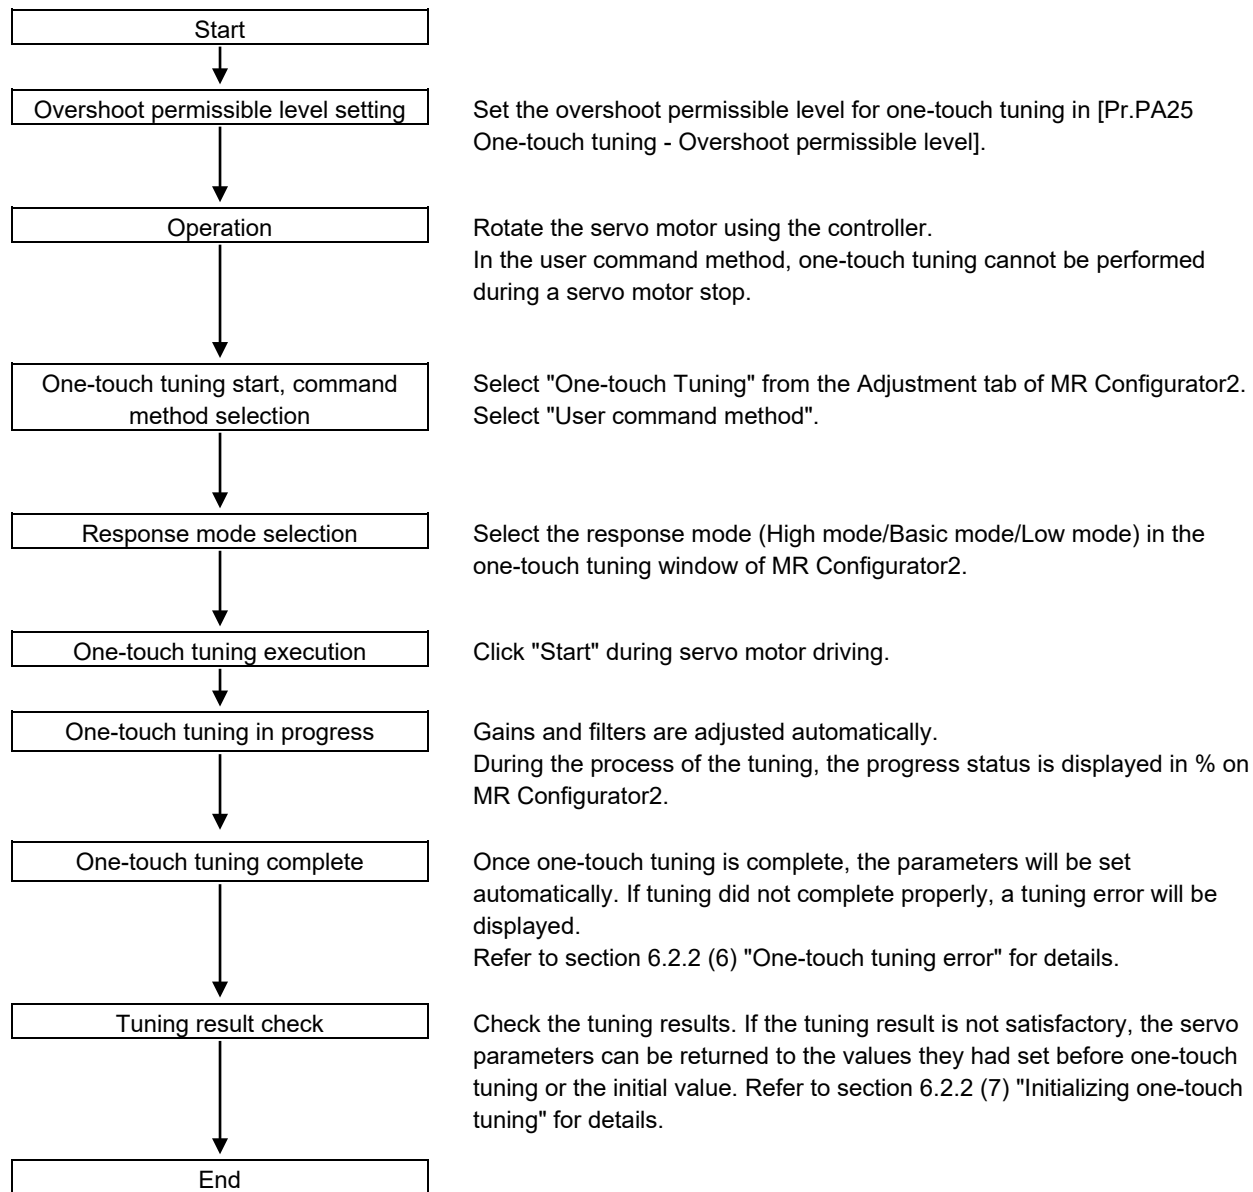 Start
Overshoot permissible level setting
Set the overshoot permissible level for one-touch tuning in [Pr.PA25
One-touch tuning - Overshoot permissible level].
Operation
Rotate the servo motor using the controller.
In the user command method, one-touch tuning cannot be performed
during a servo motor stop.
One-touch tuning start, command
method selection
Select "One-touch Tuning" from the Adjustment tab of MR Configurator2.
Select "User command method".
Response mode selection
Select the response mode (High mode/Basic mode/Low mode) in the
one-touch tuning window of MR Configurator2.
One-touch tuning execution
Click "Start" during servo motor driving.
One-touch tuning in progress
Gains and filters are adjusted automatically.
During the process of the tuning, the progress status is displayed in % on
MR Configurator2.
One-touch tuning complete
Once one-touch tuning is complete, the parameters will be set
automatically. If tuning did not complete properly, a tuning error will be
displayed.
Refer to section 6.2.2 (6) "One-touch tuning error" for details.
Tuning result check
Check the tuning results. If the tuning result is not satisfactory, the servo
parameters can be returned to the values they had set before one-touch
tuning or the initial value. Refer to section 6.2.2 (7) "Initializing one-touch
tuning" for details.
End